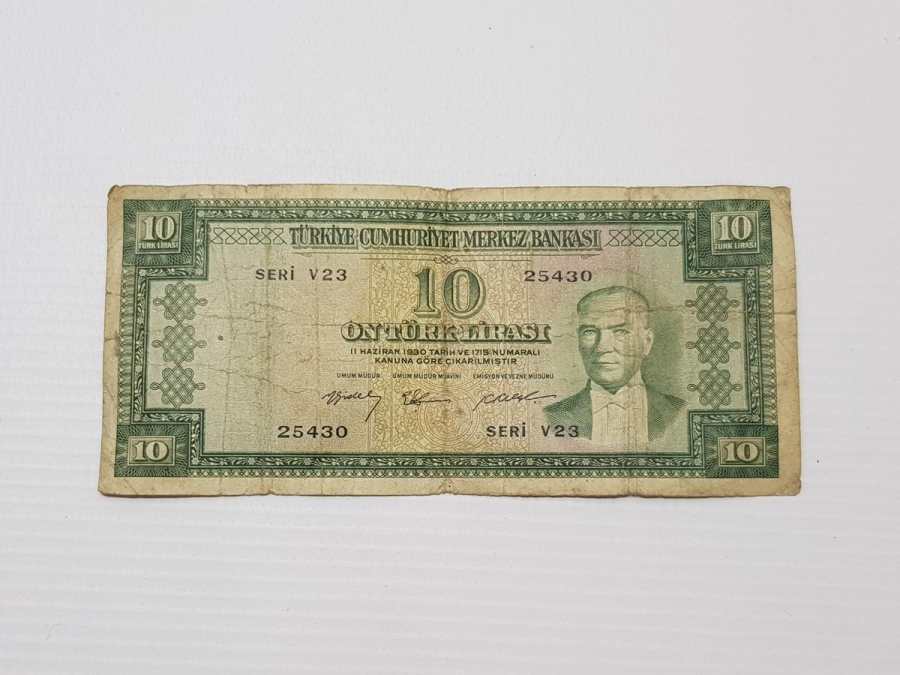 10 TÜRKİYE CUMHURİYET MERKEZ BANKASI 10
TÜRK LİRASI TÜRK LİRASI
SERİ V23 10 25430
ON TÜRK LİRASI
11 HAZİRAN 1930 TARİH VE 1715 NUMARALI
KANUNA GÖRE ÇIKARILMIŞTIR
UMUM MÜDÜR UMUM MÜDÜR MUAVİNİ EMİSYON VE VEZNE MÜDÜRÜ
25430 SERİ V23
10 10